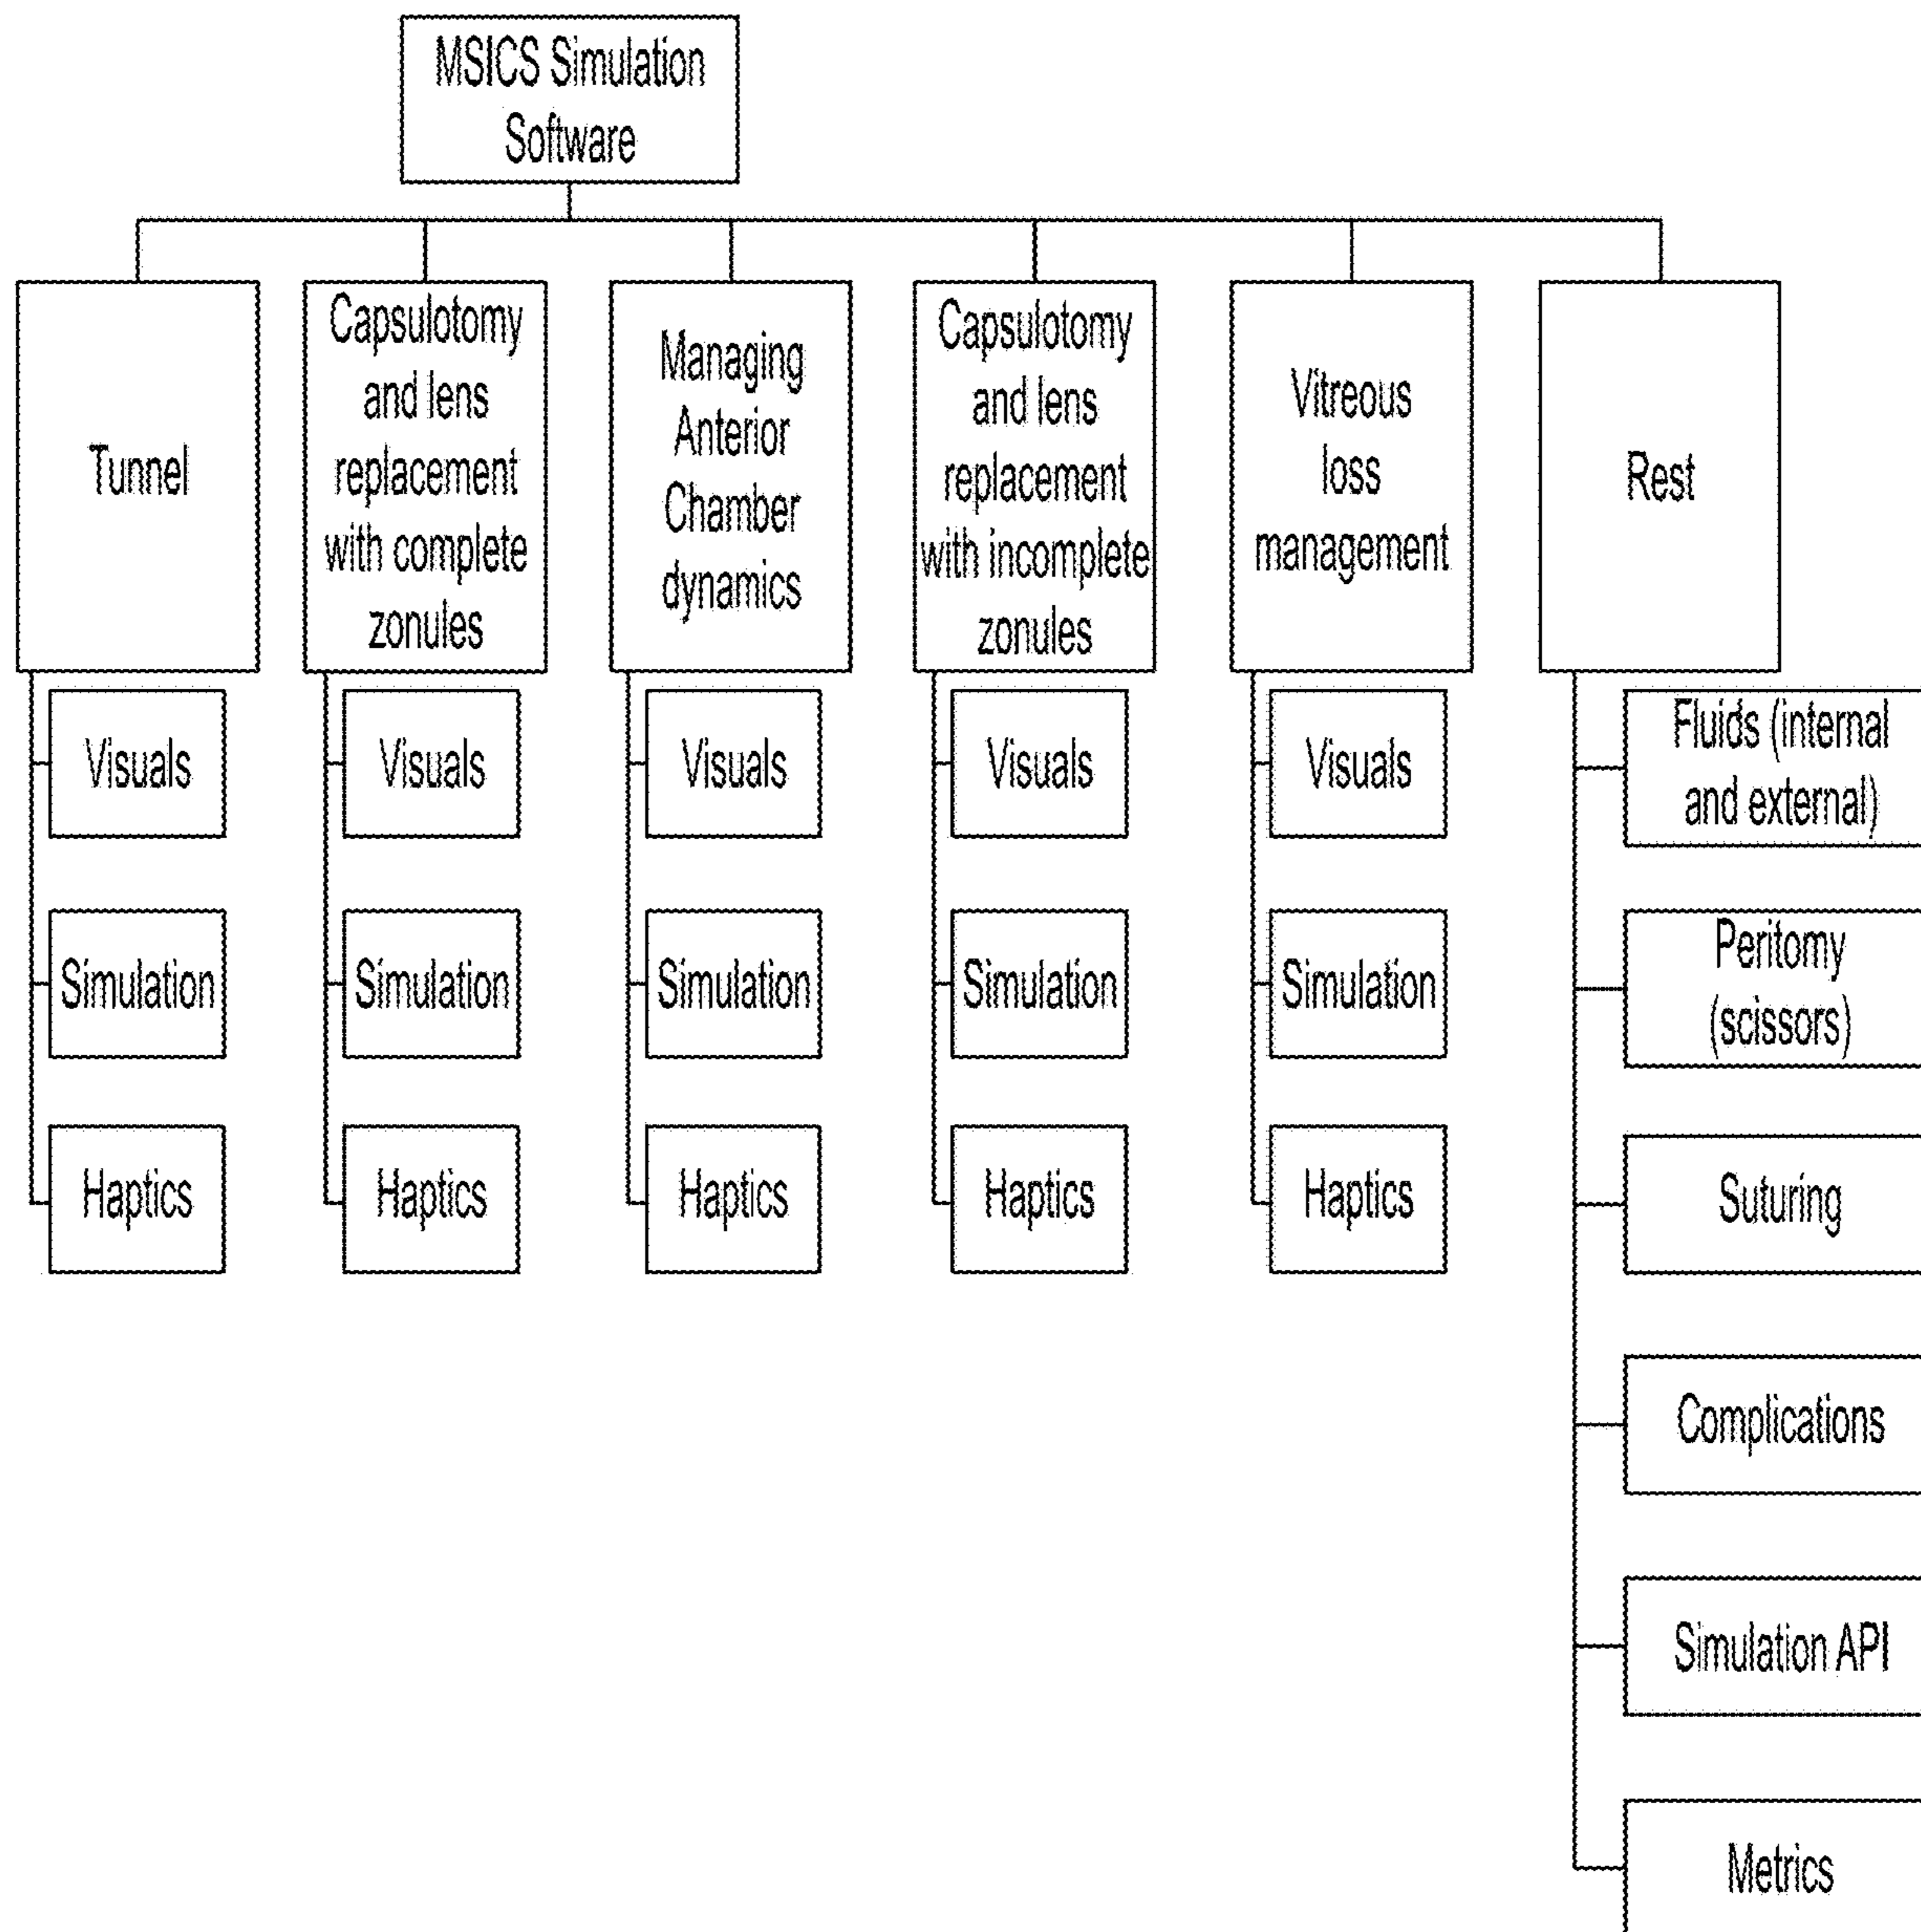 MSICS Simulation
Software
Tunnel
Capsulotomy
and lens
replacement
with complete
zonules
Managing
Anterior
Chamber
dynamics
Capsulotomy
and lens
replacement
with incomplete
zonules
Vitreous
loss
management
Rest
Visuals
Simulation
Haptics
Visuals
Simulation
Haptics
Visuals
Simulation
Haptics
Visuals
Simulation
Haptics
Visuals
Simulation
Haptics
Fluids (internal
and external)
Peritomy
(scissors)
Suturing
Complications
Simulation API
Metrics